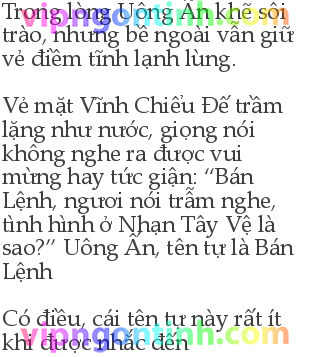 Trong lòng Uông Ấn khẽ sôi
trào, nhưng bề ngoài vẫn giữ
vẻ điềm tĩnh lạnh lùng.
Vẻ mặt Vĩnh Chiểu Đế trầm
lặng như nước, giọng nói
không nghe ra được vui
mừng hay tức giận: “Bán
Lệnh, ngươi nói trẫm nghe,
tình hình ở Nhạn Tây Vệ là
sao?” Uông Ấn, tên tự là Bán
Lệnh
Có điều, cái tên tự này rất ít
khi được nhắc đến
vipngontinh.com
vipngontinh.com
vipngontinh.com